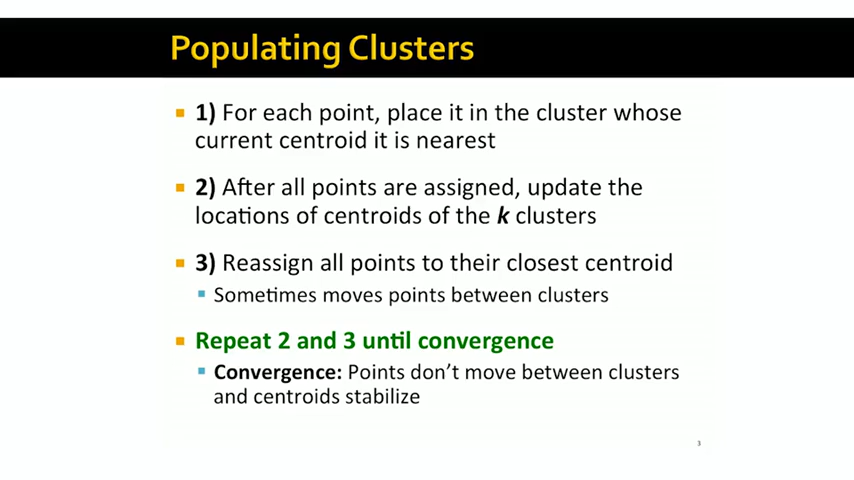 Populating Clusters
1) For each point, place it in the cluster whose
current centroid it is nearest
2) After all points are assigned, update the
locations of centroids of the k clusters
3) Reassign all points to their closest centroid
Sometimes moves points between clusters
Repeat 2 and 3 until convergence
Convergence: Points don't move between clusters
and centroids stabilize
3